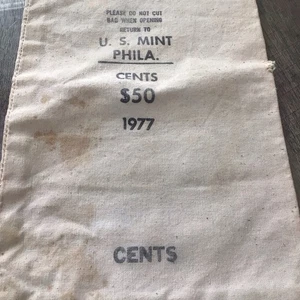 PLEASE DO NOT CUT
BAG WHEN OPENING
RETURN TO
U. S. MINT
PHILA.
CENTS
$50
1977
CENTS